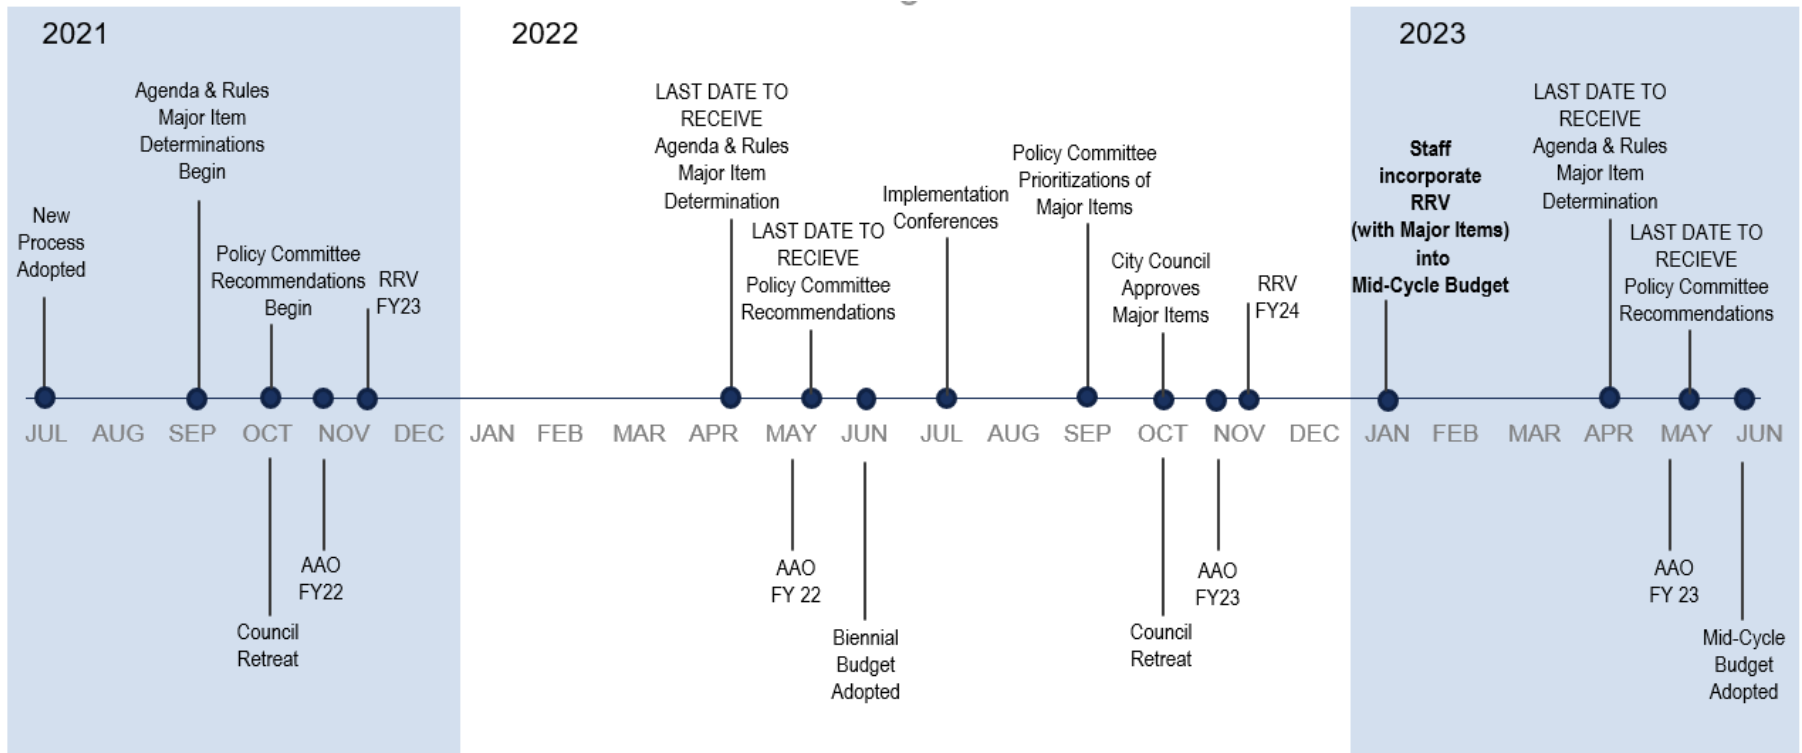 2021
2022
2023
New
Process
Adopted
Agenda & Rules
Major Item
Determinations
Begin
Policy Committee
Recommendations
Begin
RRV
FY23
LAST DATE TO
RECEIVE
Agenda & Rules
Major Item
Determination
LAST DATE TO
RECIEVE
Policy Committee
Recommendations
Implementation
Conferences
Policy Committee
Prioritizations of
Major Items
City Council
Approves
Major Items
RRV
FY24
Staff
incorporate
RRV
(with Major Items)
into
Mid-Cycle Budget
LAST DATE TO
RECEIVE
Agenda & Rules
Major Item
Determination
LAST DATE TO
RECIEVE
Policy Committee
Recommendations
JUL AUG SEP OCT NOV DEC JAN FEB MAR APR MAY JUN JUL AUG SEP OCT NOV DEC JAN FEB MAR APR MAY JUN
Council
Retreat
AAO
FY22
AAO
FY 22
Biennial
Budget
Adopted
Council
Retreat
AAO
FY23
AAO
FY 23
Mid-Cycle
Budget
Adopted